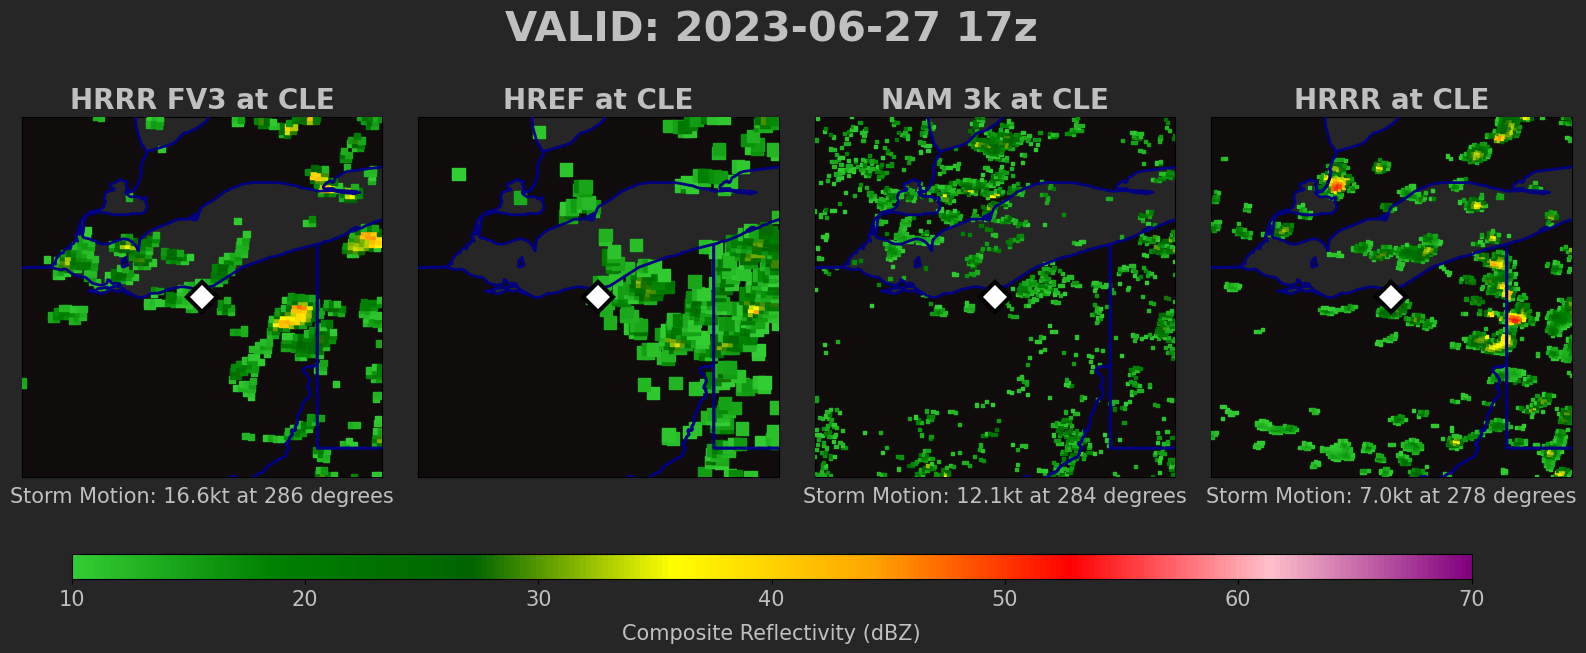 VALID: 2023-06-27 17z
HRRR FV3 at CLE
HREF at CLE
NAM 3k at CLE
HRRR at CLE
Storm Motion: 16.6kt at 286 degrees
Storm Motion: 12.1kt at 284 degrees
Storm Motion: 7.0kt at 278 degrees
10 20 30 40 50 60 70
Composite Reflectivity (dBZ)